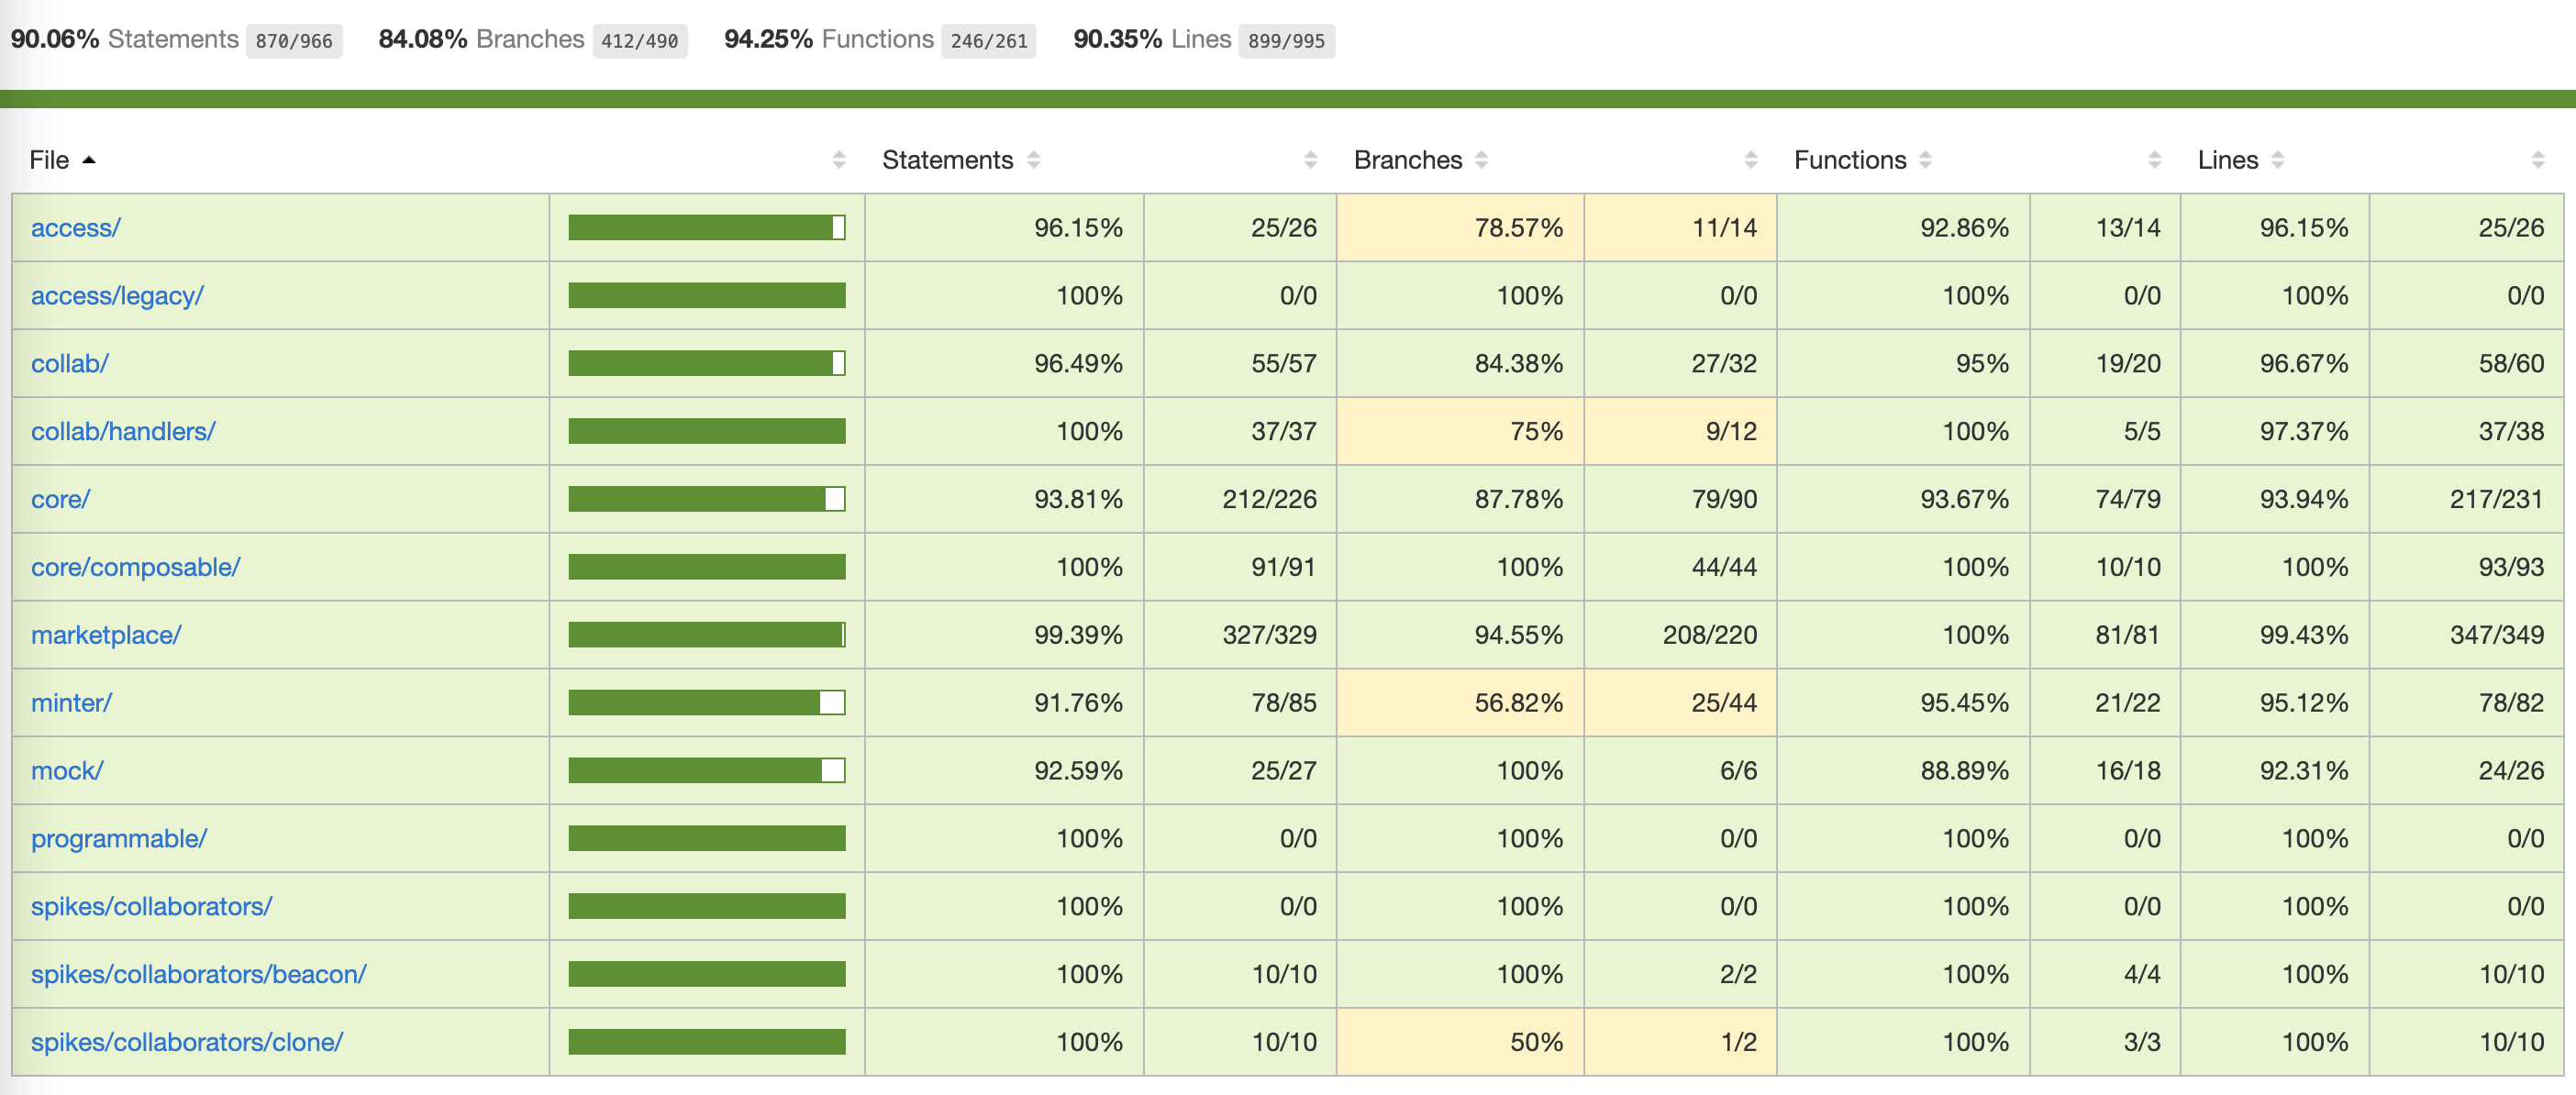 90.06% Statements 870/966 84.08% Branches 412/490 94.25% Functions 246/261 90.35% Lines 899/995
File Statements Branches Functions Lines
access/ 96.15% 25/26 78.57% 11/14 92.86% 13/14 96.15% 25/26
access/legacy/ 100% 0/0 100% 0/0 100% 0/0 100% 0/0
collab/ 96.49% 55/57 84.38% 27/32 95% 19/20 96.67% 58/60
collab/handlers/ 100% 37/37 75% 9/12 100% 5/5 97.37% 37/38
core/ 93.81% 212/226 87.78% 79/90 93.67% 74/79 93.94% 217/231
core/composable/ 100% 91/91 100% 44/44 100% 10/10 100% 93/93
marketplace/ 99.39% 327/329 94.55% 208/220 100% 81/81 99.43% 347/349
minter/ 91.76% 78/85 56.82% 25/44 95.45% 21/22 95.12% 78/82
mock/ 92.59% 25/27 100% 6/6 88.89% 16/18 92.31% 24/26
programmable/ 100% 0/0 100% 0/0 100% 0/0 100% 0/0
spikes/collaborators/ 100% 0/0 100% 0/0 100% 0/0 100% 0/0
spikes/collaborators/beacon/ 100% 10/10 100% 2/2 100% 4/4 100% 10/10
spikes/collaborators/clone/ 100% 10/10 50% 1/2 100% 3/3 100% 10/10